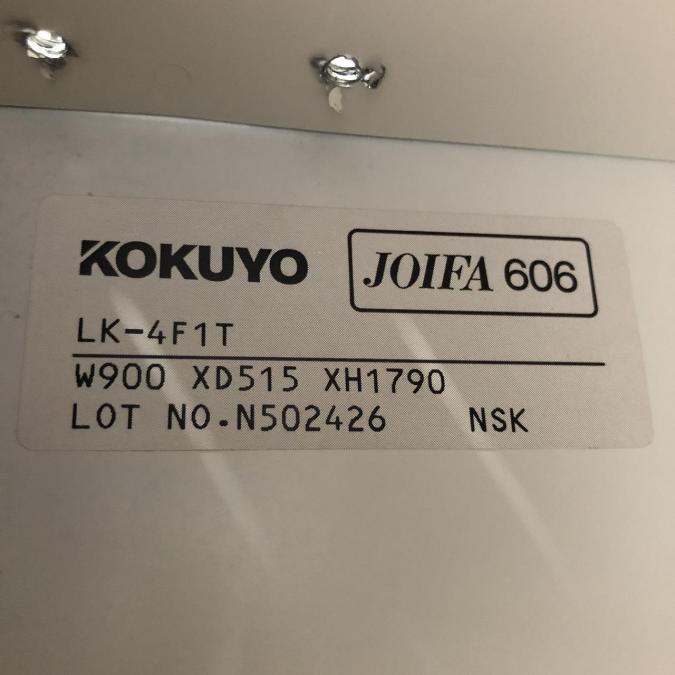 KOKUYO JOIFA 606
LK-4F1T
W900 XD515 XH1790
LOT NO.N502426 NSK